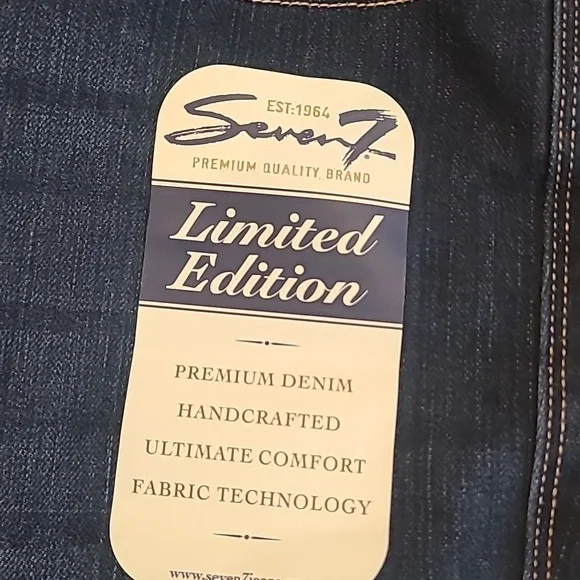 EST:1964
Seven7
PREMIUM QUALITY BRAND
Limited
Edition
PREMIUM DENIM
HANDCRAFTED
ULTIMATE COMFORT
FABRIC TECHNOLOGY